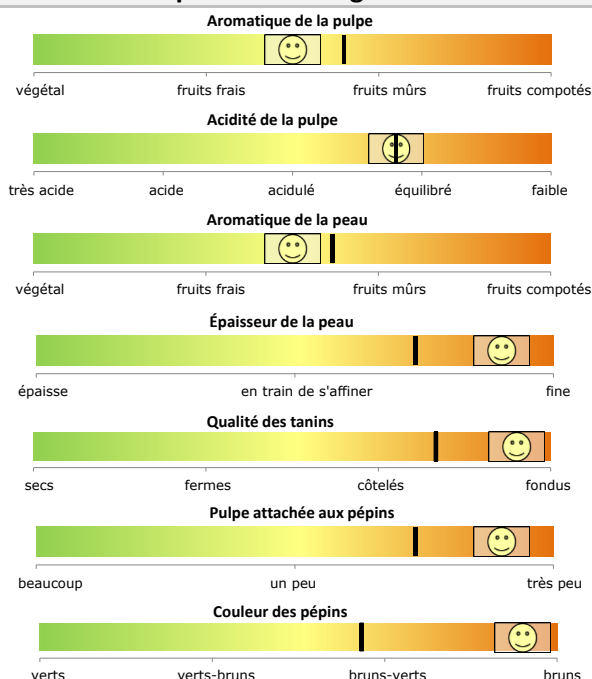 Aromatique de la pulpe
végétal fruits frais fruits mûrs fruits compotés
Acidité de la pulpe
très acide acide acidulé équilibré faible
Aromatique de la peau
végétal fruits frais fruits mûrs fruits compotés
Épaisseur de la peau
épaisse en train de s'affiner fine
Qualité des tanins
secs fermes côtelés fondus
Pulpe attachée aux pépins
beaucoup un peu très peu
Couleur des pépins
verts verts-bruns bruns-verts bruns